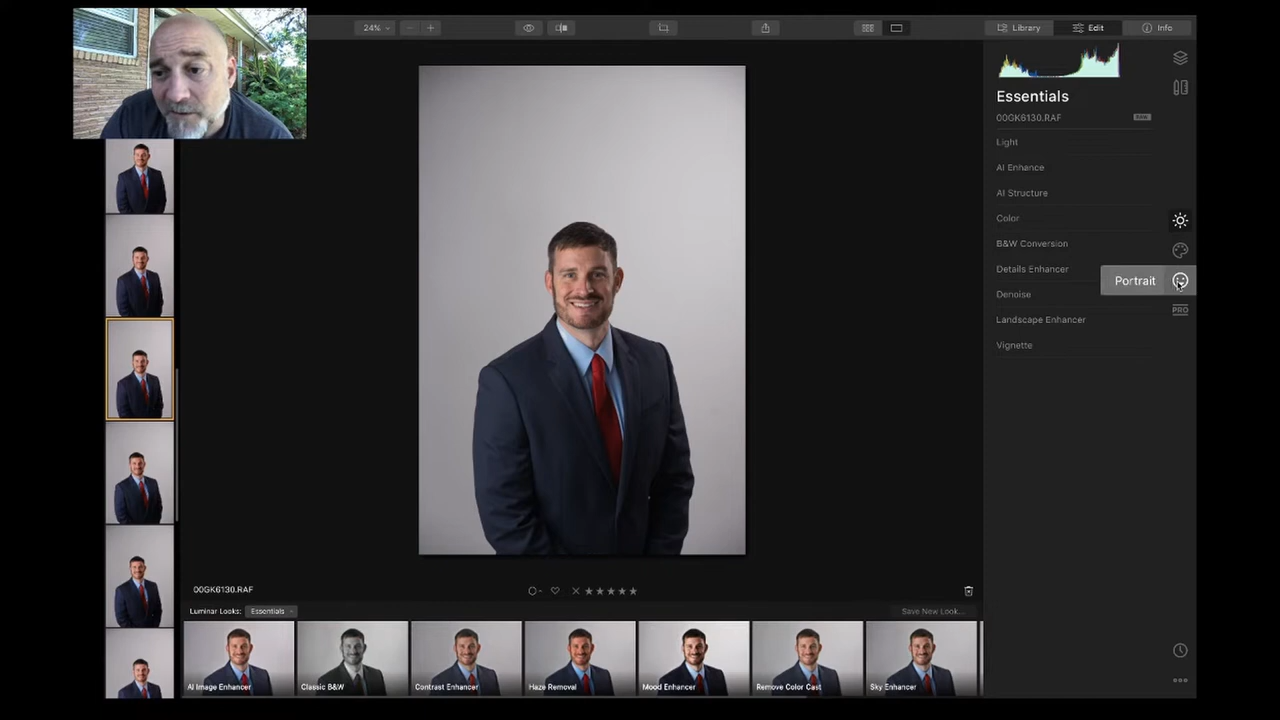 24%
Library
Edit
Info
Essentials
00GK6130.RAF
RAW
Light
AI Enhance
AI Structure
Color
B&W Conversion
Details Enhancer
Portrait
Denoise
PRO
Landscape Enhancer
Vignette
00GK6130.RAF
Luminar Looks: Essentials
Save New Look...
AI Image Enhancer
Classic B&W
Contrast Enhancer
Haze Removal
Mood Enhancer
Remove Color Cast
Sky Enhancer